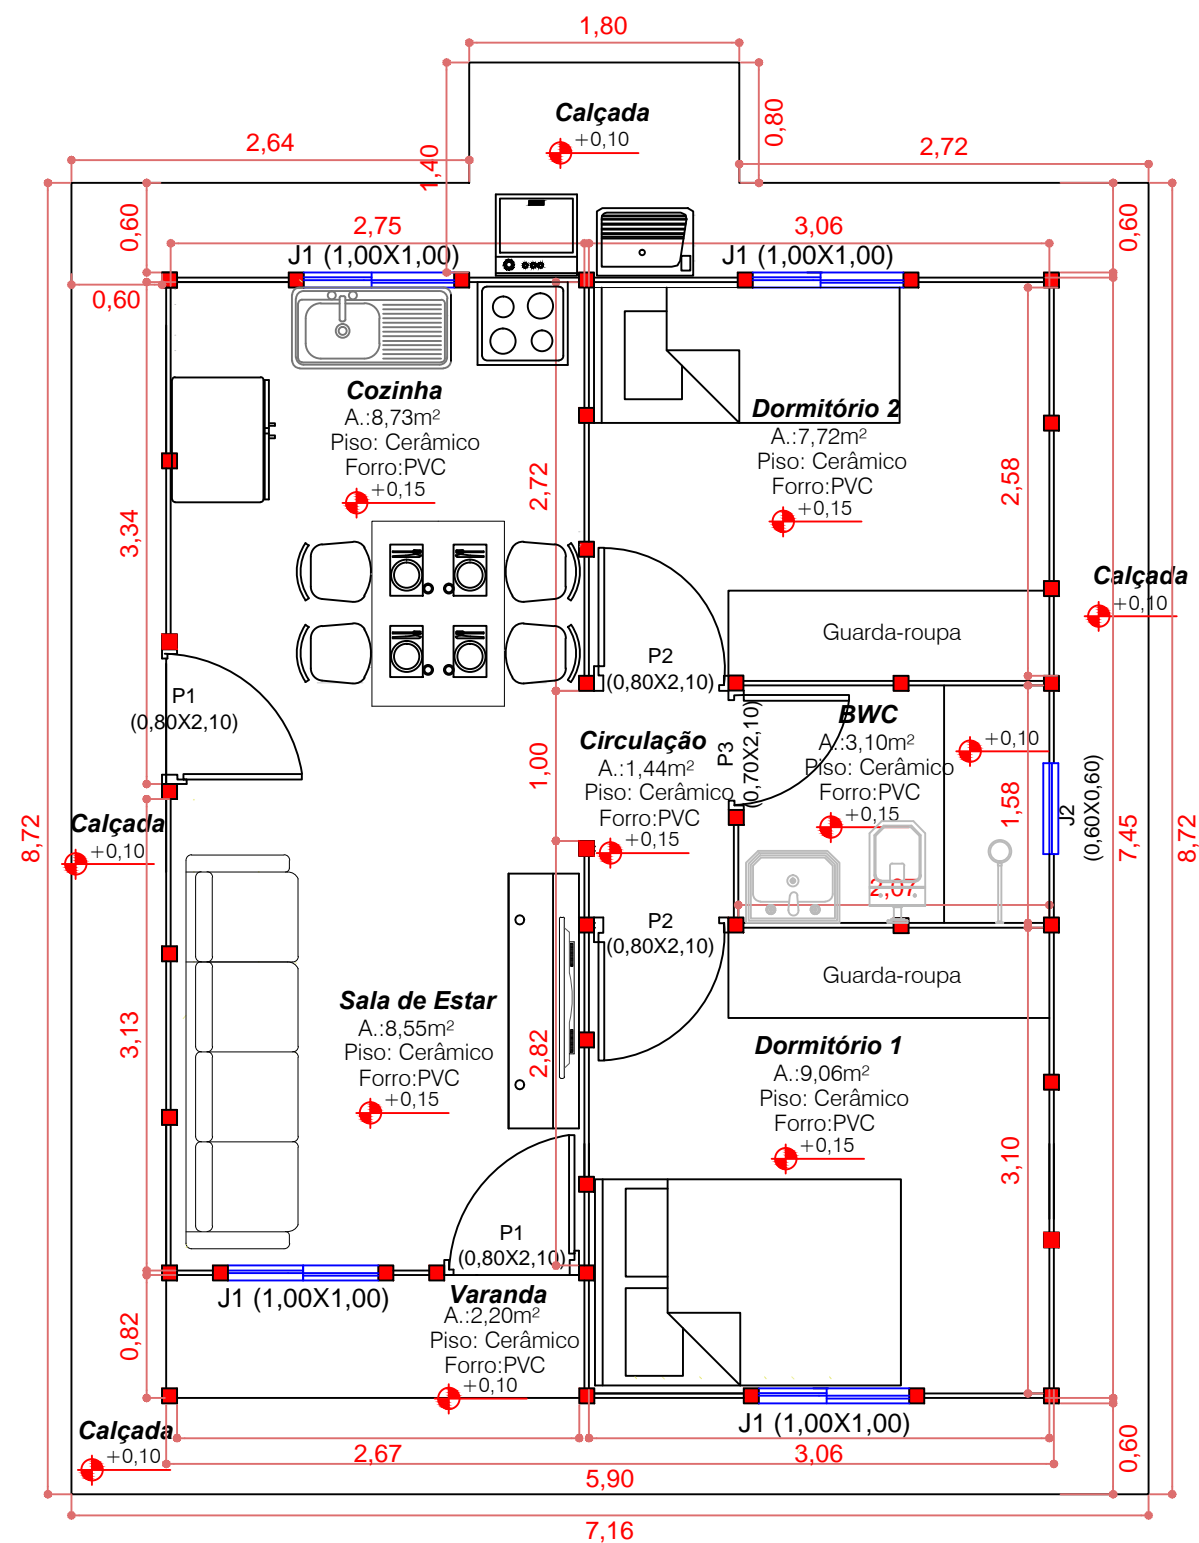 1,80
Calçada
+0,10
0,80
2,64
1,40
2,72
0,60
2,75
3,06
0,60
J1 (1,00X1,00)
J1 (1,00X1,00)
0,60
Cozinha
A.:8,73m²
Piso: Cerâmico
Forro:PVC
+0,15
Dormitório 2
A.:7,72m²
Piso: Cerâmico
Forro:PVC
+0,15
2,72
2,58
3,34
Calçada
+0,10
Guarda-roupa
P2
(0,80X2,10)
P1
(0,80X2,10)
BWC
A.:3,10m²
Piso: Cerâmico
Forro:PVC
+0,15
+0,10
P3
(0,70X2,10)
Circulação
A.:1,44m²
Piso: Cerâmico
Forro:PVC
+0,15
1,00
1,58
J2
(0,60X0,60)
7,45
8,72
8,72
Calçada
+0,10
2,07
P2
(0,80X2,10)
Guarda-roupa
Sala de Estar
A.:8,55m²
Piso: Cerâmico
Forro:PVC
+0,15
3,13
2,82
Dormitório 1
A.:9,06m²
Piso: Cerâmico
Forro:PVC
+0,15
3,10
P1
(0,80X2,10)
J1 (1,00X1,00)
Varanda
A.:2,20m²
Piso: Cerâmico
Forro:PVC
+0,10
0,82
J1 (1,00X1,00)
Calçada
+0,10
2,67
3,06
0,60
5,90
7,16